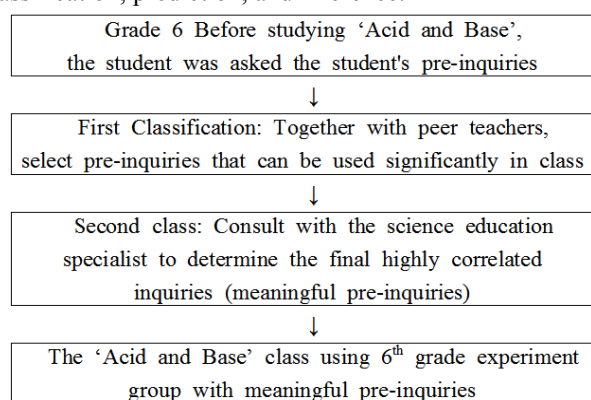 Grade 6 Before studying ‘Acid and Base’,
the student was asked the student's pre-inquiries
↓
First Classification: Together with peer teachers,
select pre-inquiries that can be used significantly in class
↓
Second class: Consult with the science education
specialist to determine the final highly correlated
inquiries (meaningful pre-inquiries)
↓
The ‘Acid and Base’ class using 6th grade experiment
group with meaningful pre-inquiries